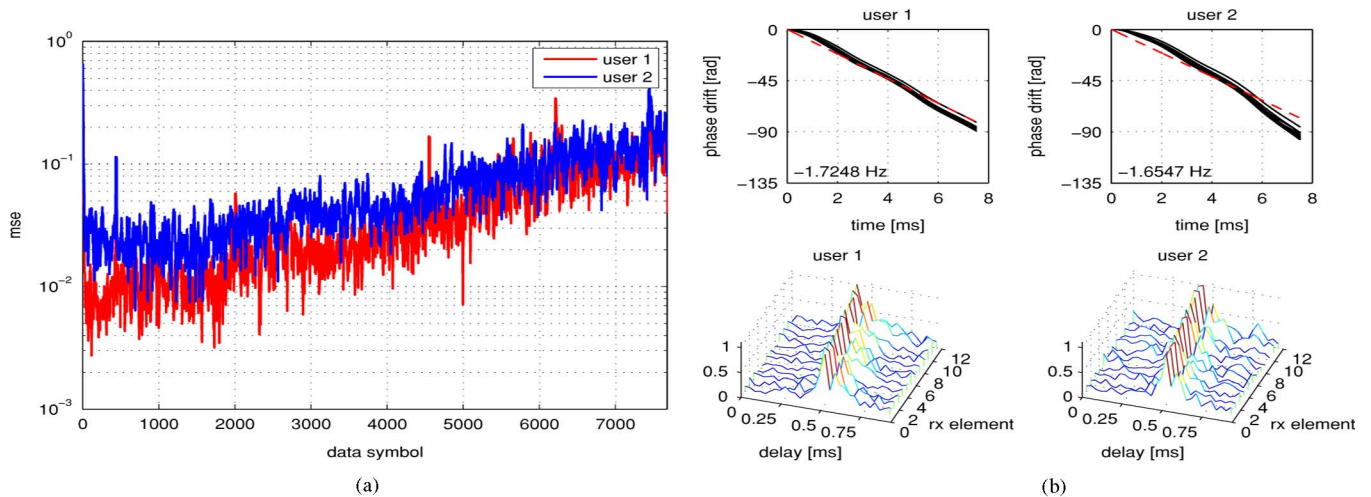 10^0
10^-1
10^-2
10^-3
mse
user 1
user 2
0 1000 2000 3000 4000 5000 6000 7000
data symbol
(a)
user 1
0
−45
−90
−135
phase drift [rad]
−1.7248 Hz
0 2 4 6 8
time [ms]
user 2
0
−45
−90
−135
phase drift [rad]
−1.6547 Hz
0 2 4 6 8
time [ms]
user 1
1
0.5
0
0 0.25 0.5 0.75
delay [ms]
0 2 4 6 8 10 12
rx element
user 2
1
0.5
0
0 0.25 0.5 0.75
delay [ms]
0 2 4 6 8 10 12
rx element
(b)